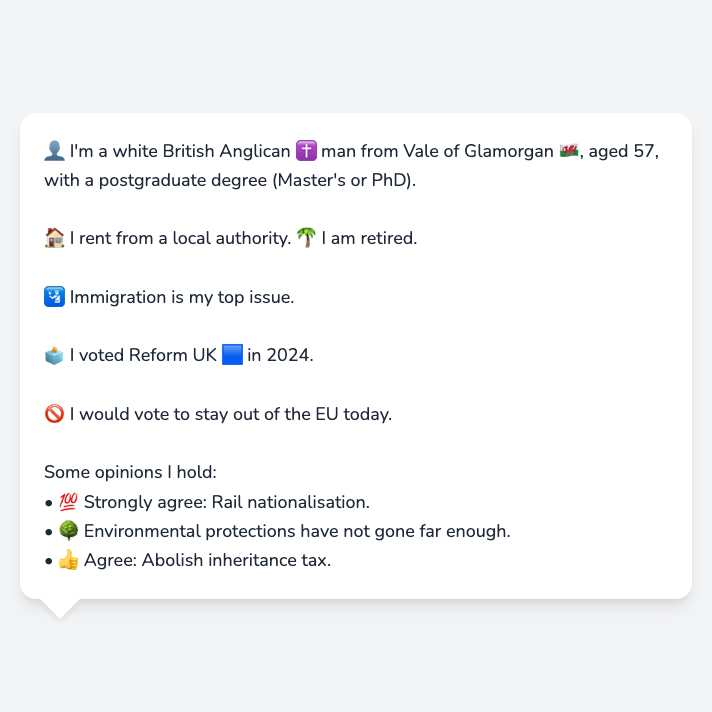 👤 I'm a white British Anglican ✝️ man from Vale of Glamorgan 🏴󠁧󠁢󠁷󠁬󠁳󠁿, aged 57,
with a postgraduate degree (Master's or PhD).
🏠 I rent from a local authority. 🌴 I am retired.
🛂 Immigration is my top issue.
🗳️ I voted Reform UK 🟦 in 2024.
🚫 I would vote to stay out of the EU today.
Some opinions I hold:
• 💯 Strongly agree: Rail nationalisation.
• 🌳 Environmental protections have not gone far enough.
• 👍 Agree: Abolish inheritance tax.